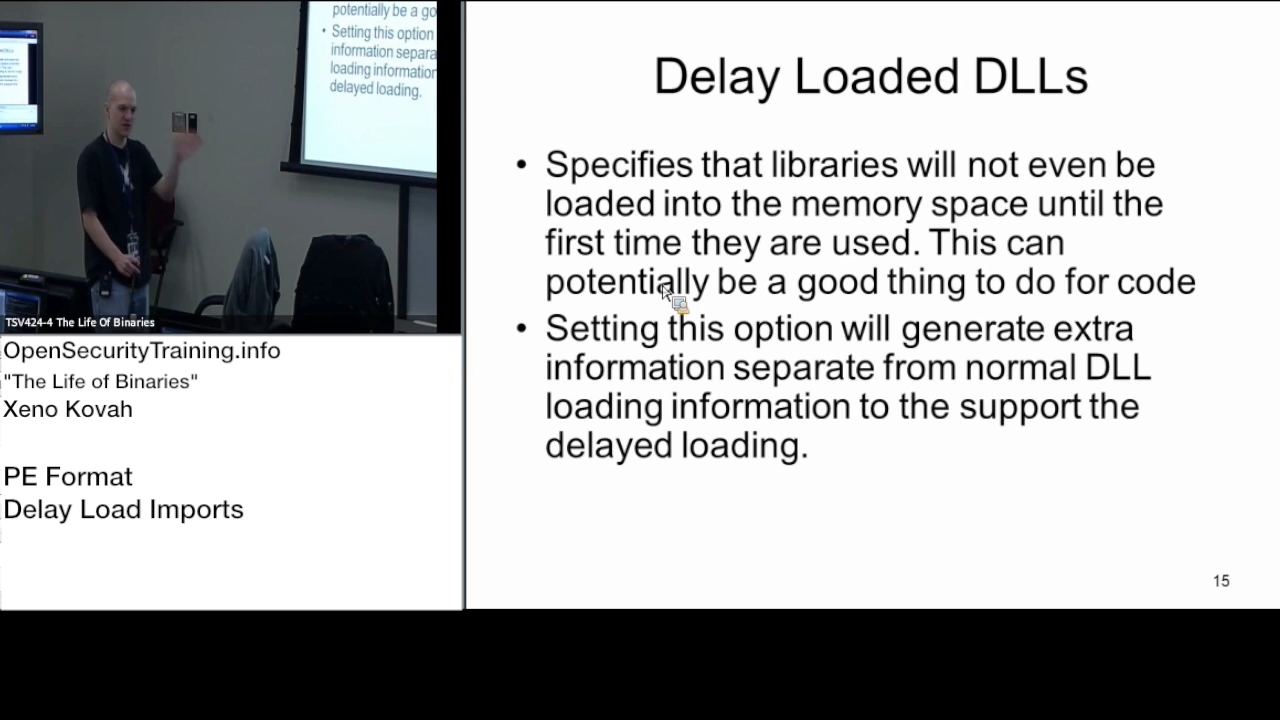 potentially be a go
• Setting this option
information separa
loading information
delayed loading.
TSV424-4 The Life Of Binaries
OpenSecurityTraining.info
"The Life of Binaries"
Xeno Kovah
PE Format
Delay Load Imports
Delay Loaded DLLs
• Specifies that libraries will not even be
loaded into the memory space until the
first time they are used. This can
potentially be a good thing to do for code
• Setting this option will generate extra
information separate from normal DLL
loading information to the support the
delayed loading.
15